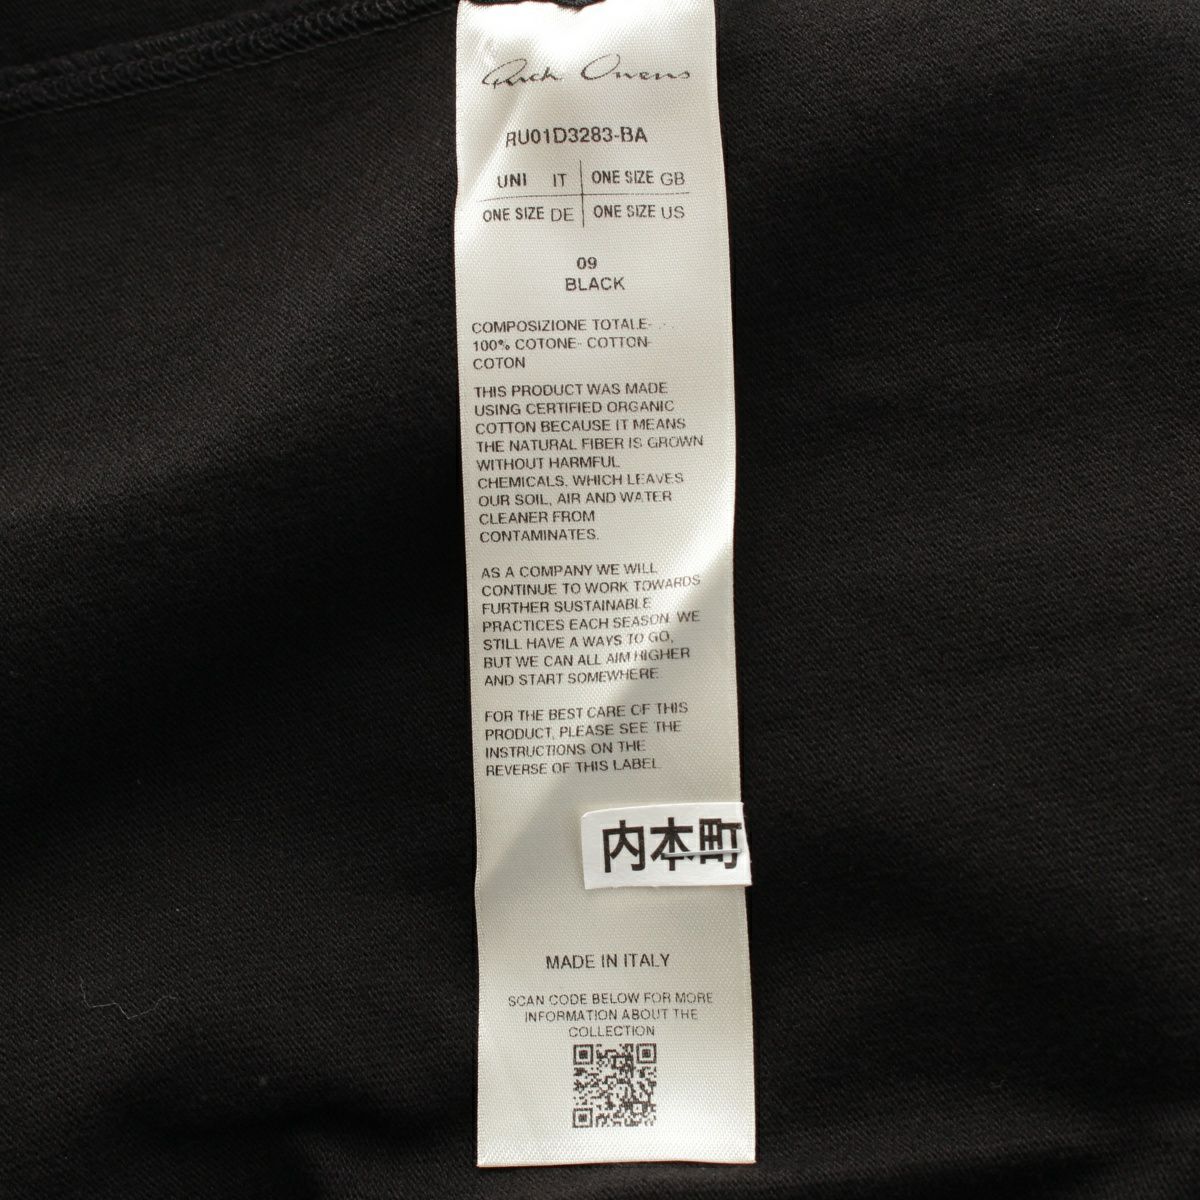 Rick Owens
RU01D3283-BA
UNI IT ONE SIZE GB
ONE SIZE DE ONE SIZE US
09
BLACK
COMPOSIZIONE TOTALE-
100% COTONE- COTTON-
COTON
THIS PRODUCT WAS MADE
USING CERTIFIED ORGANIC
COTTON BECAUSE IT MEANS
THE NATURAL FIBER IS GROWN
WITHOUT HARMFUL
CHEMICALS, WHICH LEAVES
OUR SOIL, AIR AND WATER
CLEANER FROM
CONTAMINATES.
AS A COMPANY WE WILL
CONTINUE TO WORK TOWARDS
FURTHER SUSTAINABLE
PRACTICES EACH SEASON. WE
STILL HAVE A WAYS TO GO,
BUT WE CAN ALL AIM HIGHER
AND START SOMEWHERE.
FOR THE BEST CARE OF THIS
PRODUCT, PLEASE SEE THE
INSTRUCTIONS ON THE
REVERSE OF THIS LABEL.
内本町
MADE IN ITALY
SCAN CODE BELOW FOR MORE
INFORMATION ABOUT THE
COLLECTION